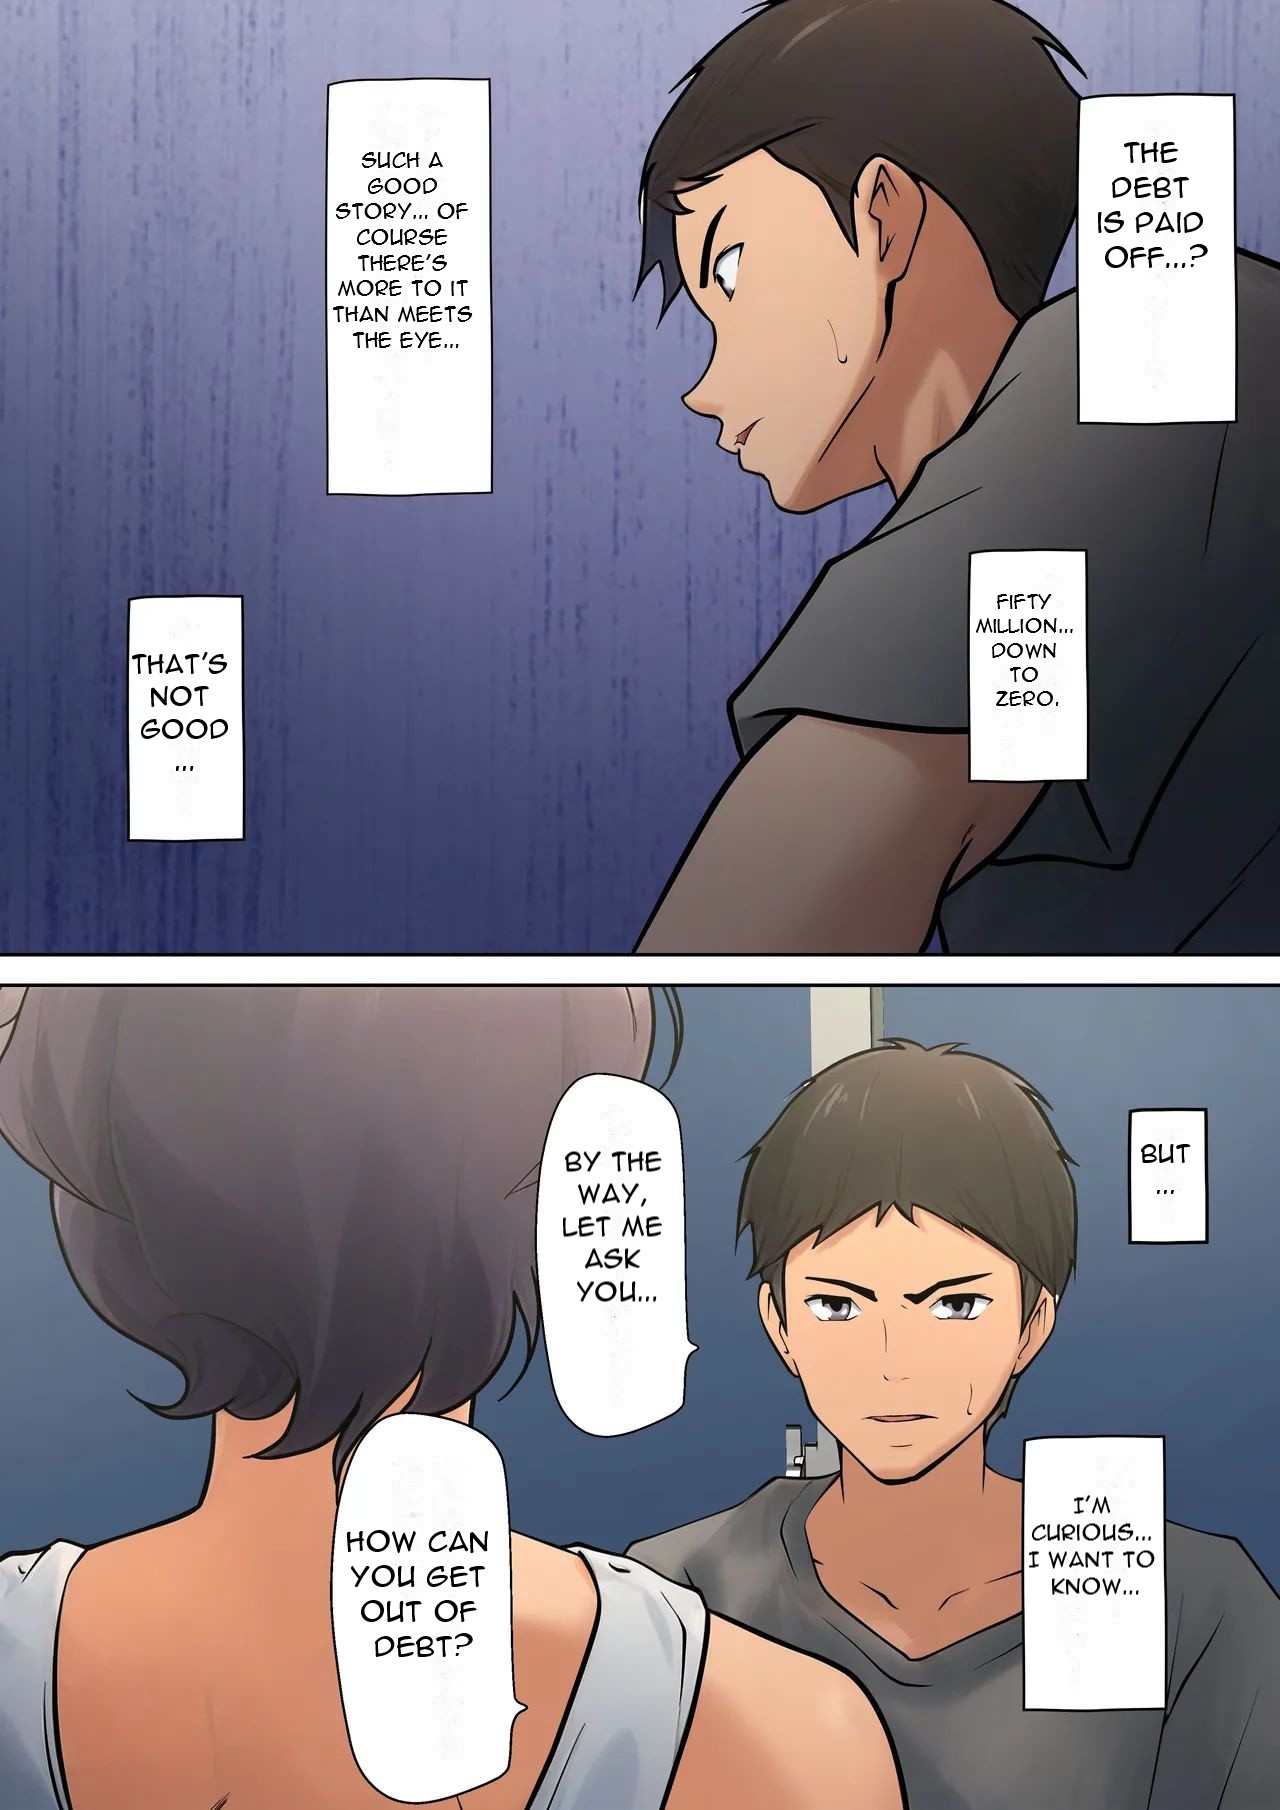 THE
DEBT
IS PAID
OFF...?
FIFTY
MILLION...
DOWN
TO
ZERO.
SUCH A
GOOD
STORY... OF
COURSE
THERE'S
MORE TO IT
THAN MEETS
THE EYE...
THAT'S
NOT
GOOD
...
BUT
...
I'M
CURIOUS...
I WANT TO
KNOW...
BY THE
WAY,
LET ME
ASK
YOU...
HOW CAN
YOU GET
OUT OF
DEBT?